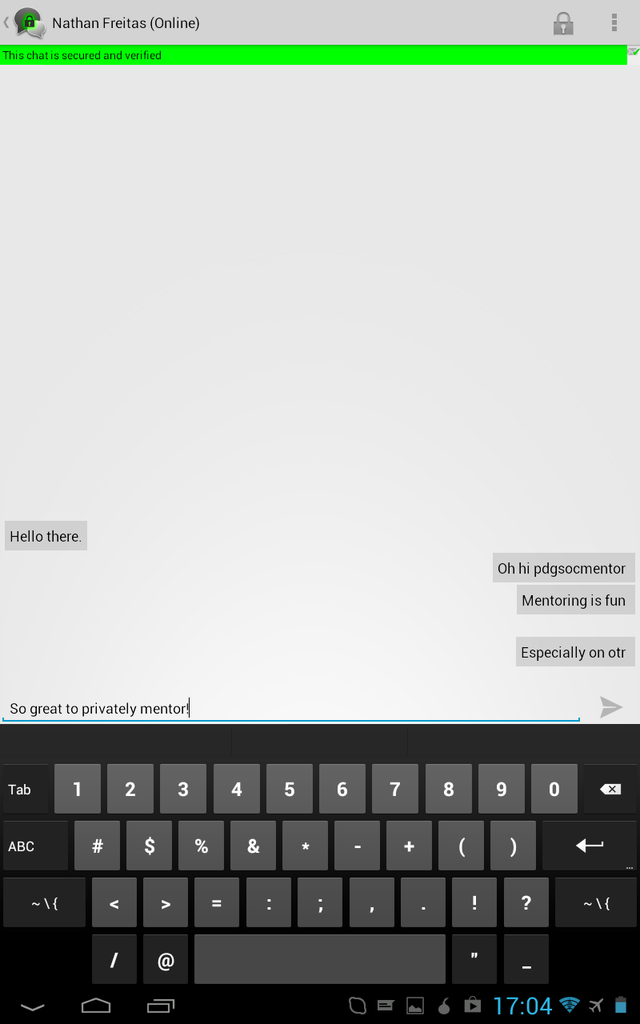 Nathan Freitas (Online)
This chat is secured and verified
Hello there.
Oh hi pdgsocmentor
Mentoring is fun
Especially on otr
So great to privately mentor!
Tab 1 2 3 4 5 6 7 8 9 0
ABC # $ % & * - + ( )
...
~ \ { < > = : ; , . ! ? ~ \ {
/ @ " _
17:04